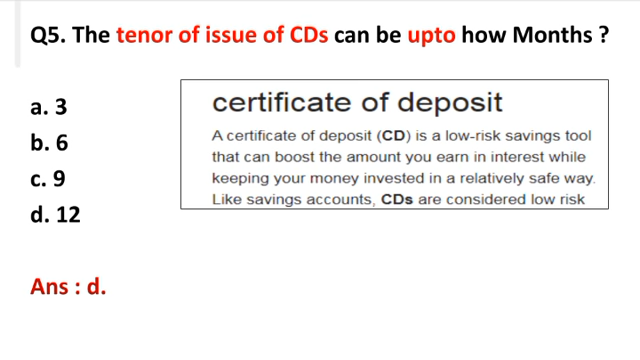 Q5. The tenor of issue of CDs can be upto how Months ?
a. 3
b. 6
c. 9
d. 12
certificate of deposit
A certificate of deposit (CD) is a low-risk savings tool
that can boost the amount you earn in interest while
keeping your money invested in a relatively safe way.
Like savings accounts, CDs are considered low risk
Ans : d.